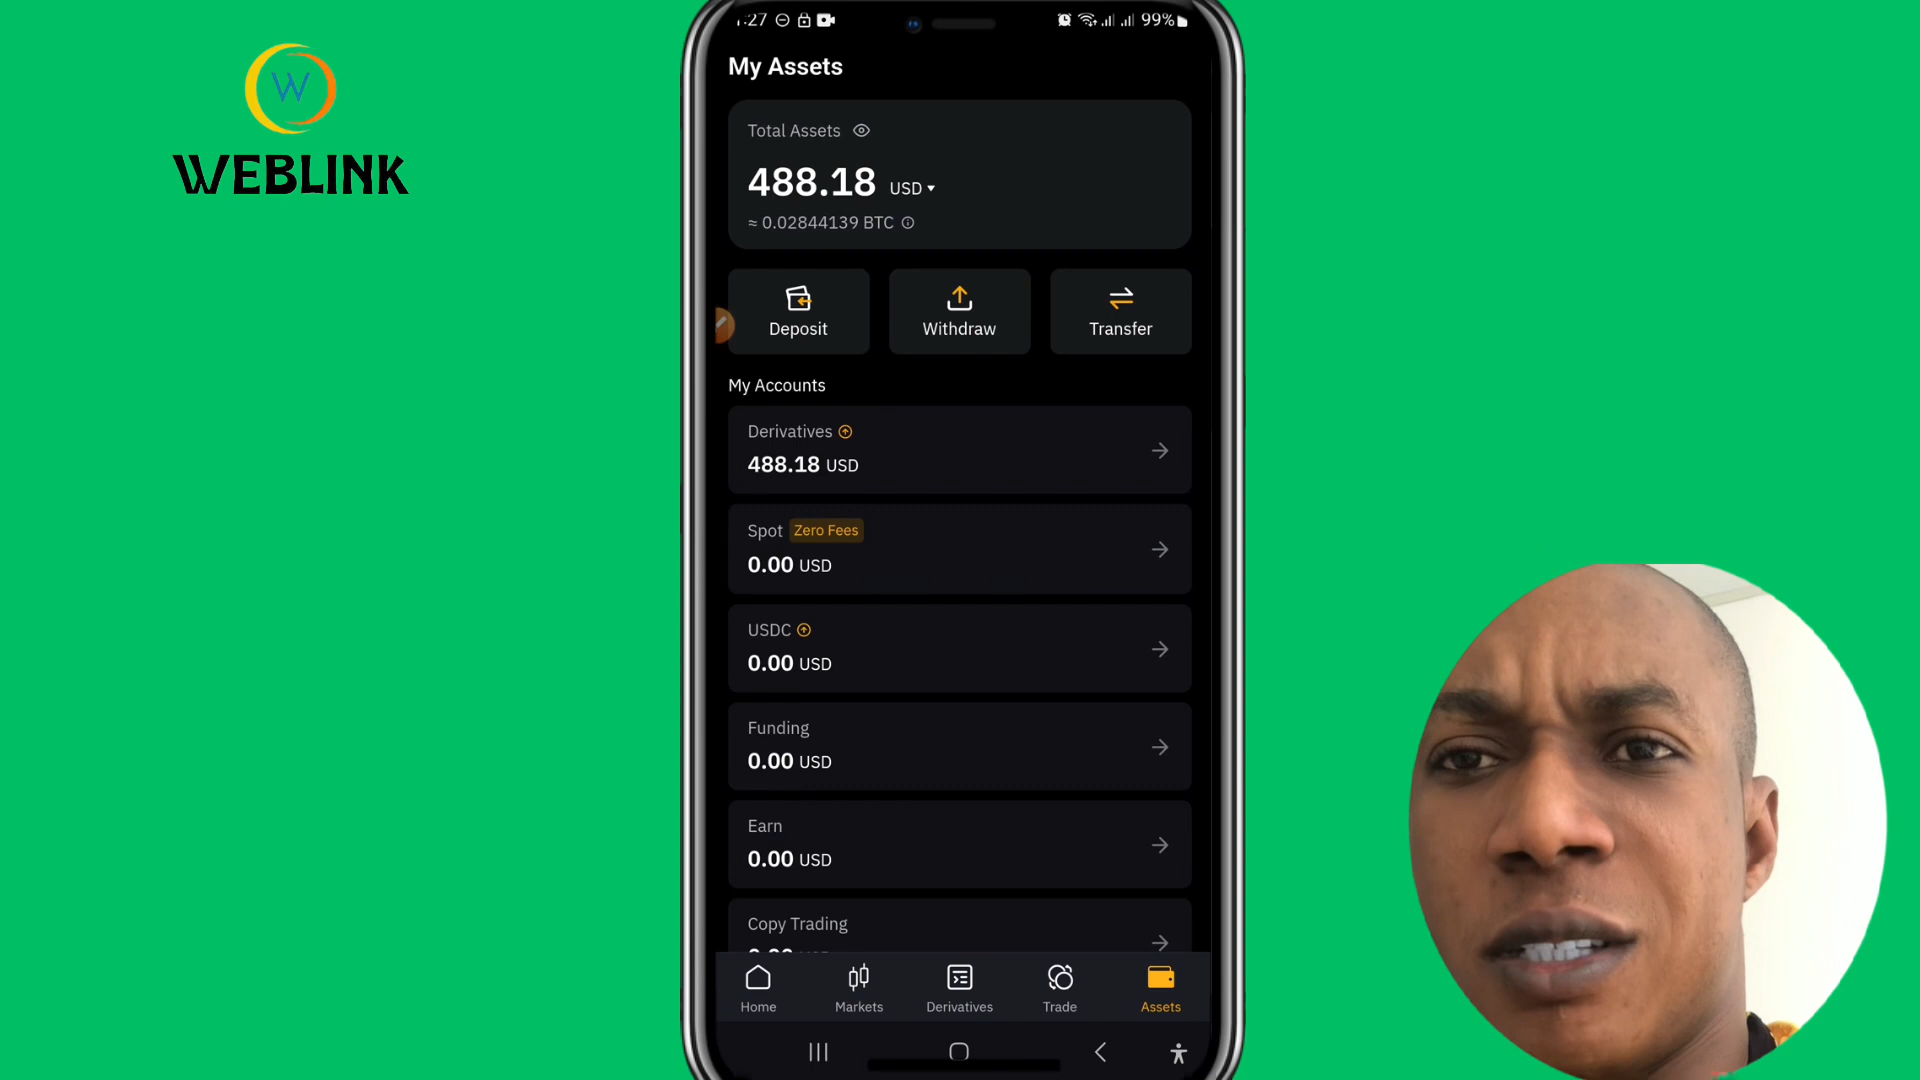 W
WEBLINK
:27
99%
My Assets
Total Assets
488.18 USD
≈ 0.02844139 BTC
Deposit
Withdraw
Transfer
My Accounts
Derivatives
488.18 USD
Spot Zero Fees
0.00 USD
USDC
0.00 USD
Funding
0.00 USD
Earn
0.00 USD
Copy Trading
Home
Markets
Derivatives
Trade
Assets